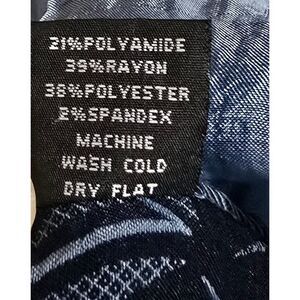 21%POLYAMIDE
39%RAYON
38%POLYESTER
2%SPANDEX
MACHINE
WASH COLD
DRY FLAT